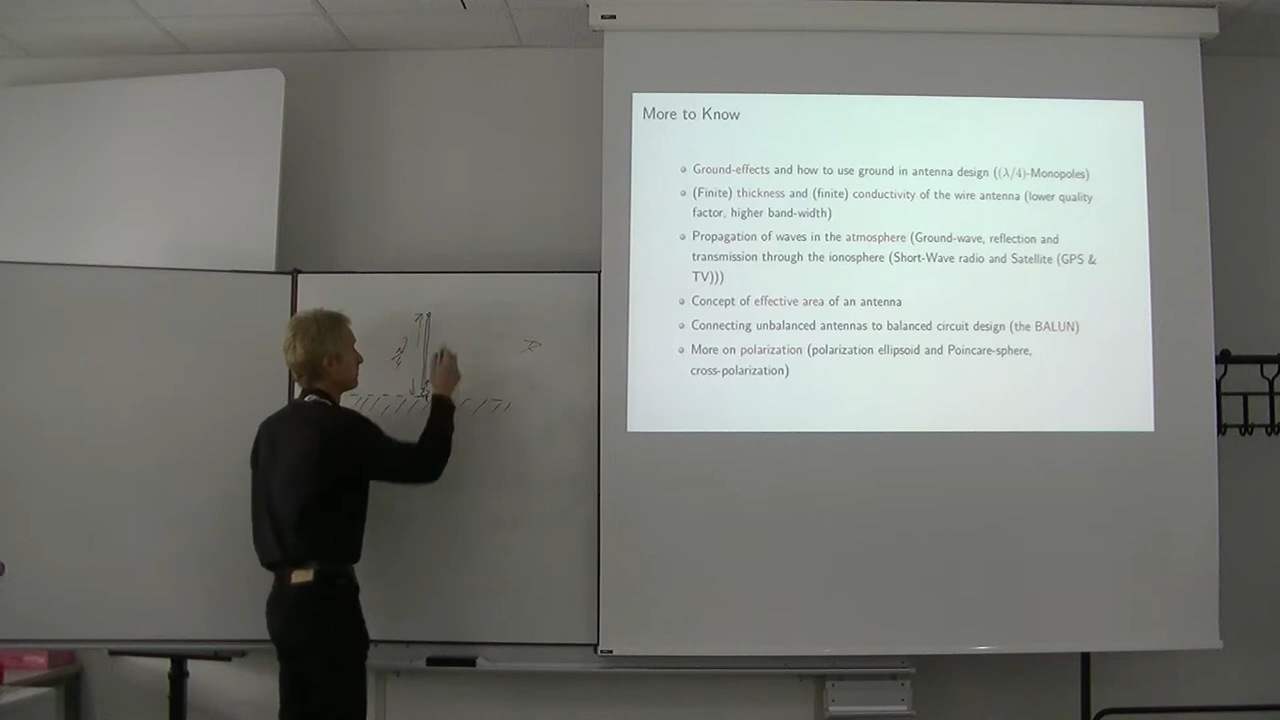 More to Know
Ground-effects and how to use ground in antenna design ((λ/4)-Monopoles)
(Finite) thickness and (finite) conductivity of the wire antenna (lower quality
factor, higher band-width)
Propagation of waves in the atmosphere (Ground-wave, reflection and
transmission through the ionosphere (Short-Wave radio and Satellite (GPS &
TV)))
Concept of effective area of an antenna
Connecting unbalanced antennas to balanced circuit design (the BALUN)
More on polarization (polarization ellipsoid and Poincare-sphere,
cross-polarization)
λ/4